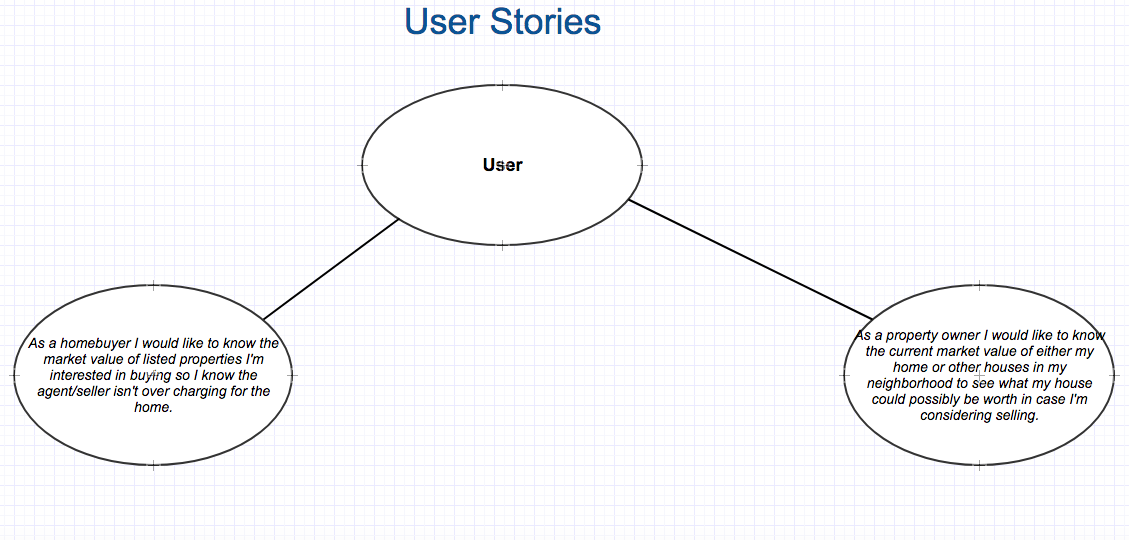 User Stories
User
As a homebuyer I would like to know the
market value of listed properties I'm
interested in buying so I know the
agent/seller isn't over charging for the
home.
As a property owner I would like to know
the current market value of either my
home or other houses in my
neighborhood to see what my house
could possibly be worth in case I'm
considering selling.